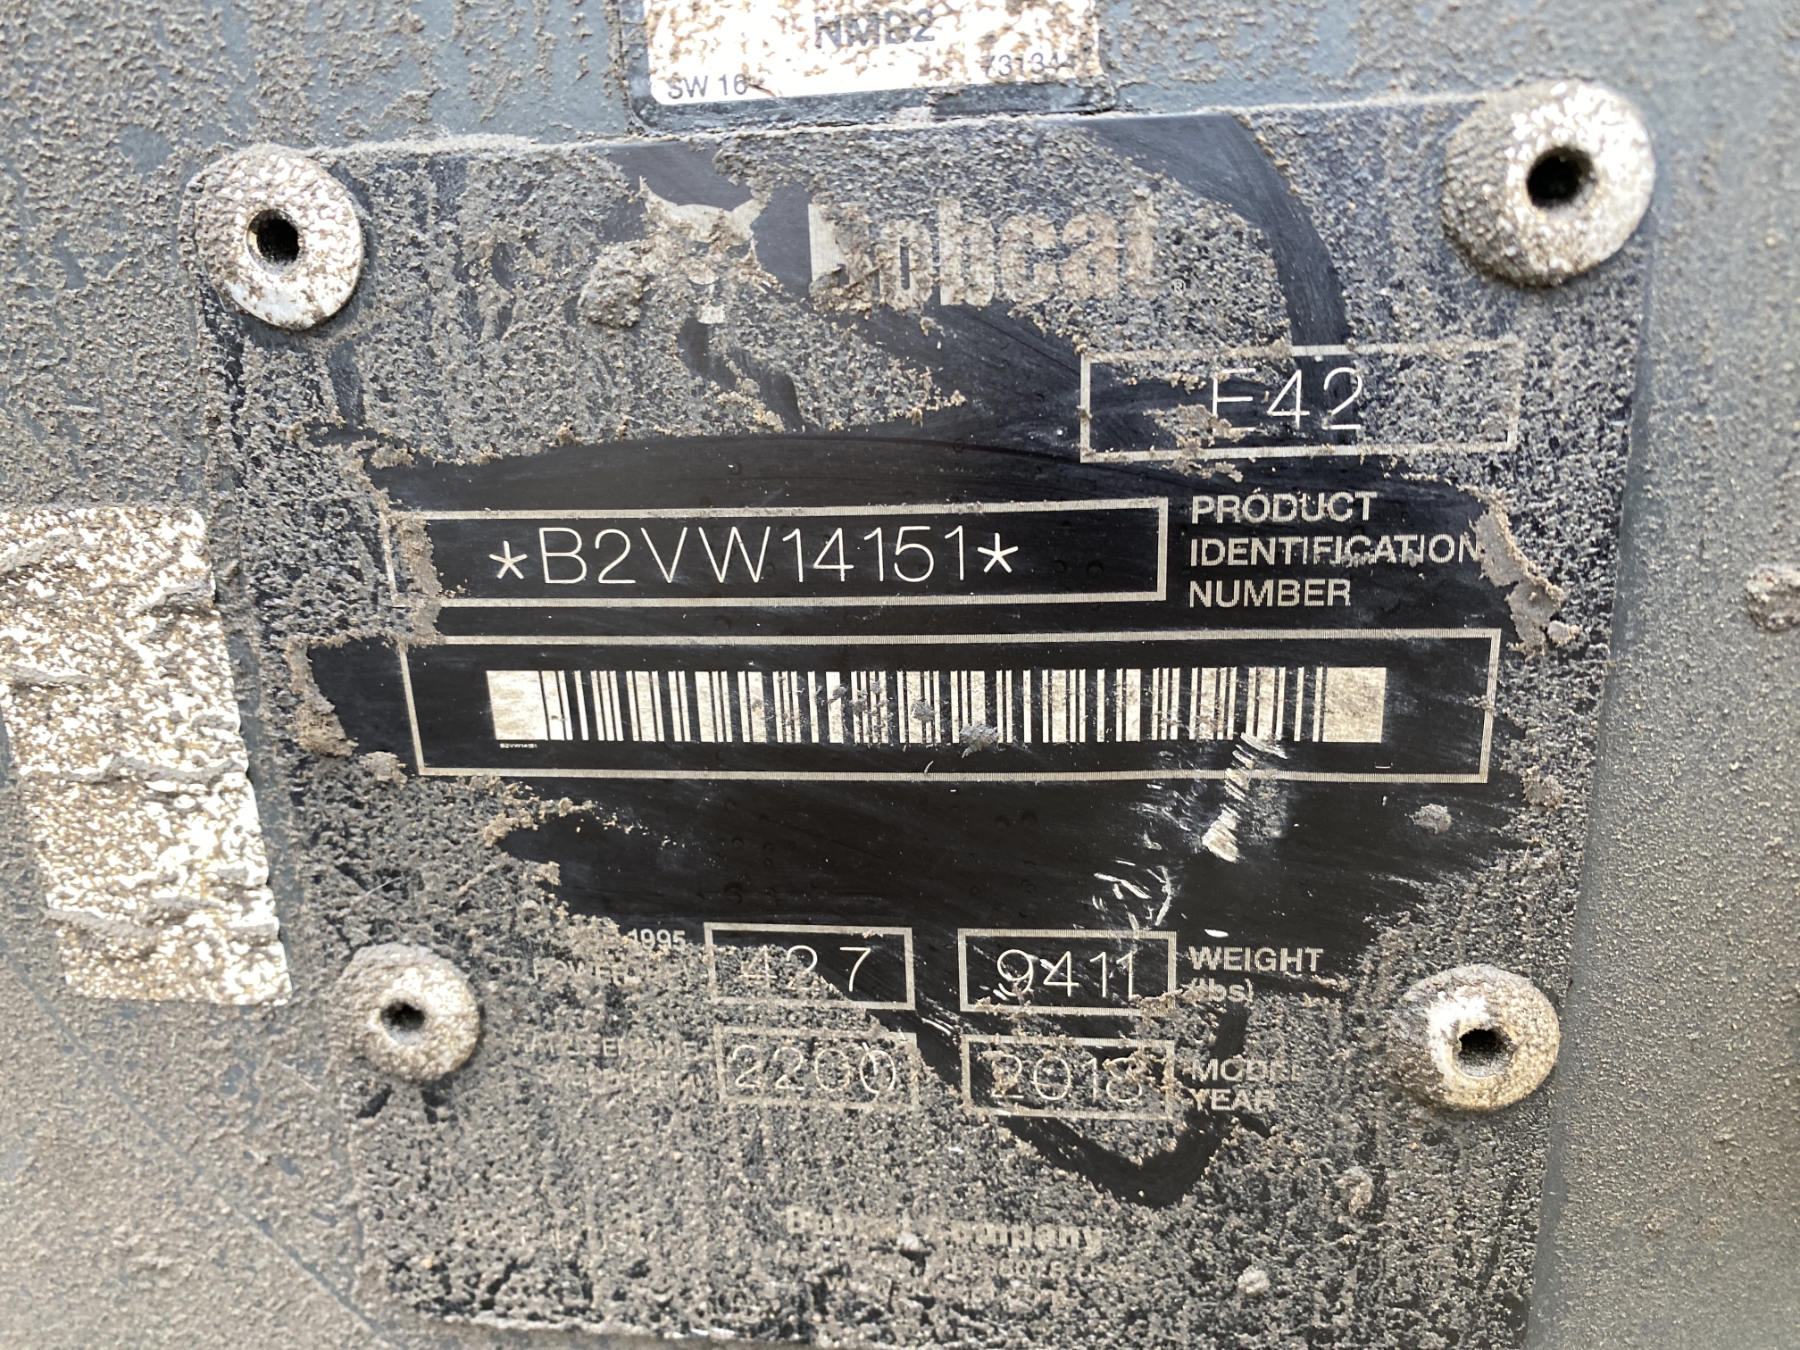 NMB2
SW 16
Bobcat®
E42
*B2VW14151*
PRODUCT
IDENTIFICATION
NUMBER
B2VW14151
1995
42.7
9411
WEIGHT
(lbs)
2200
2018
MODEL
YEAR
Bobcat Company